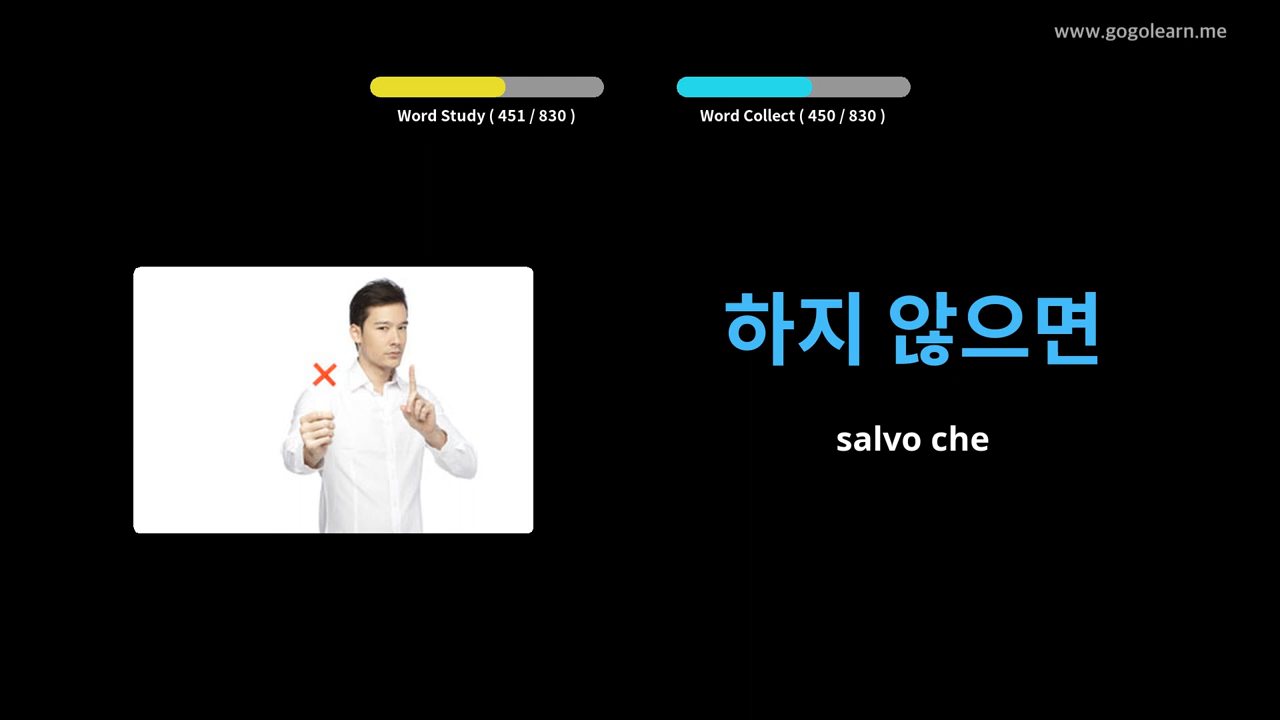 www.gogolearn.me
Word Study ( 451 / 830 )
Word Collect ( 450 / 830 )
하지 않으면
salvo che